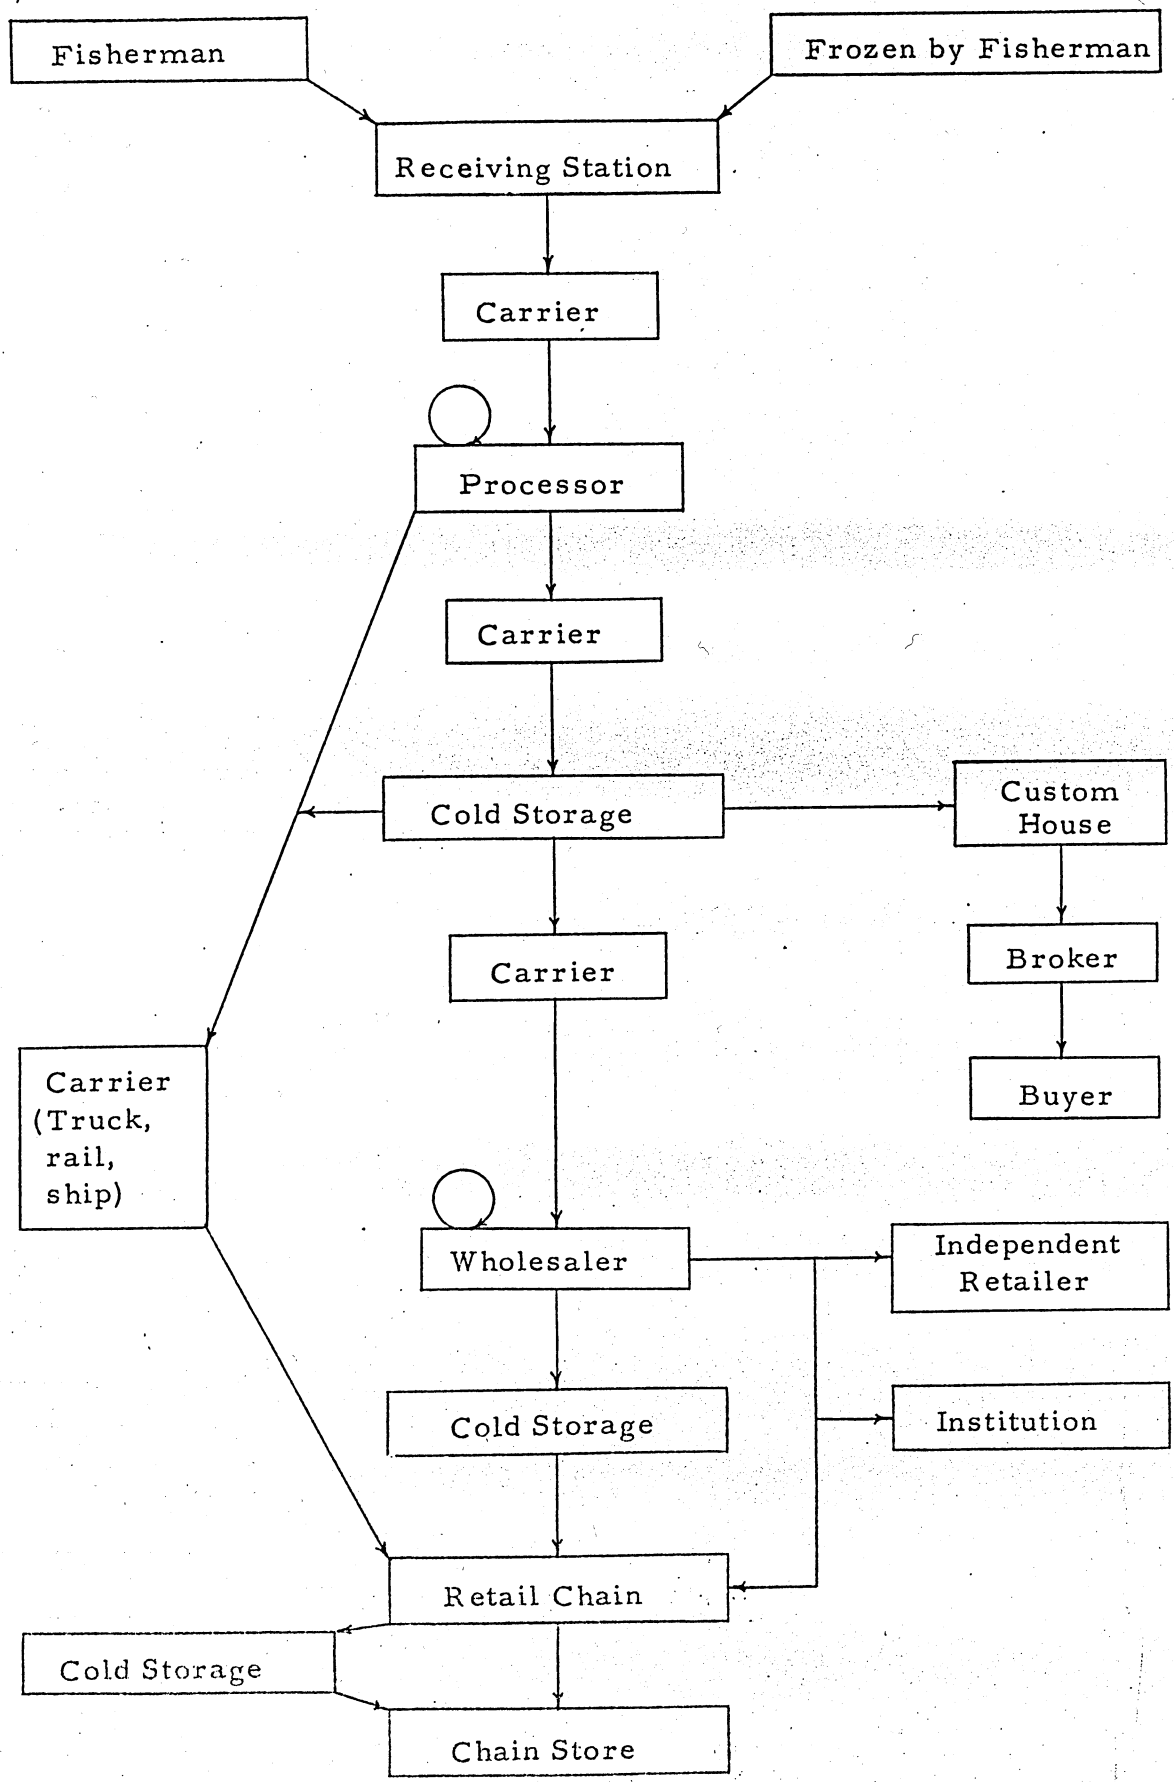 Fisherman
Frozen by Fisherman
Receiving Station
Carrier
Processor
Carrier
Cold Storage
Custom
House
Carrier
Broker
Carrier
(Truck,
rail,
ship)
Buyer
Wholesaler
Independent
Retailer
Cold Storage
Institution
Retail Chain
Cold Storage
Chain Store